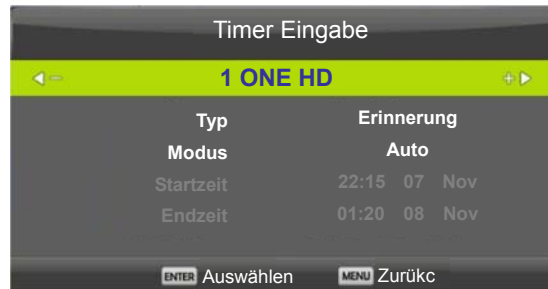 Timer Eingabe
1 ONE HD
Typ Erinnerung
Modus Auto
Startzeit 22:15 07 Nov
Endzeit 01:20 08 Nov
ENTER Auswählen MENU Zurükc